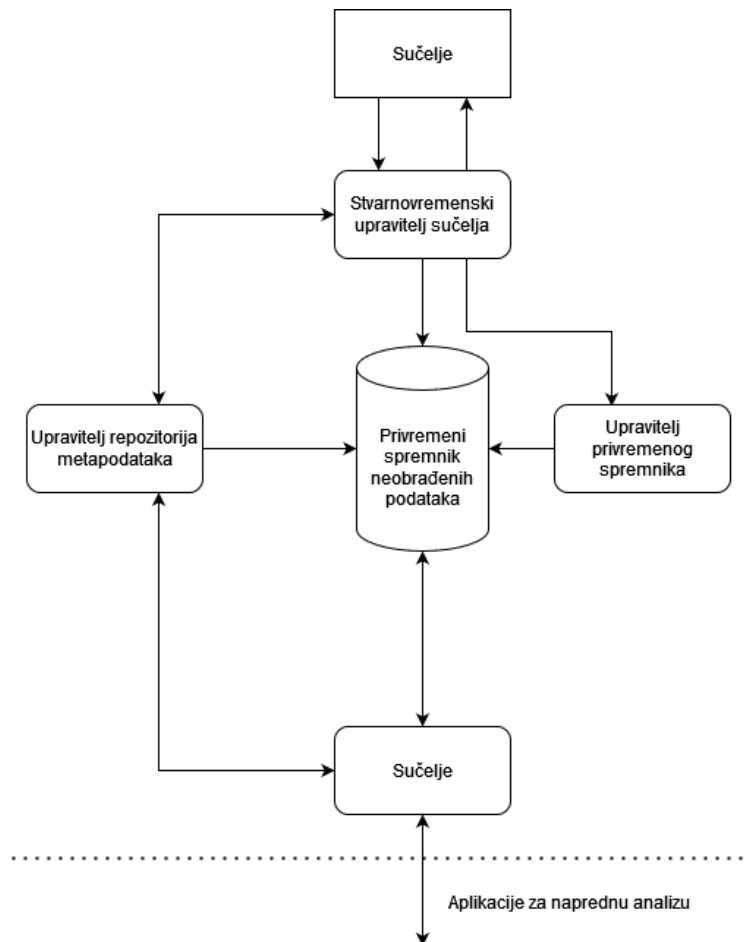 Sučelje
Stvarnovremenski
upravitelj sučelja
Upravitelj repozitorija
metapodataka
Privremeni
spremnik
neobrađenih
podataka
Upravitelj
privremenog
spremnika
Sučelje
Aplikacije za naprednu analizu